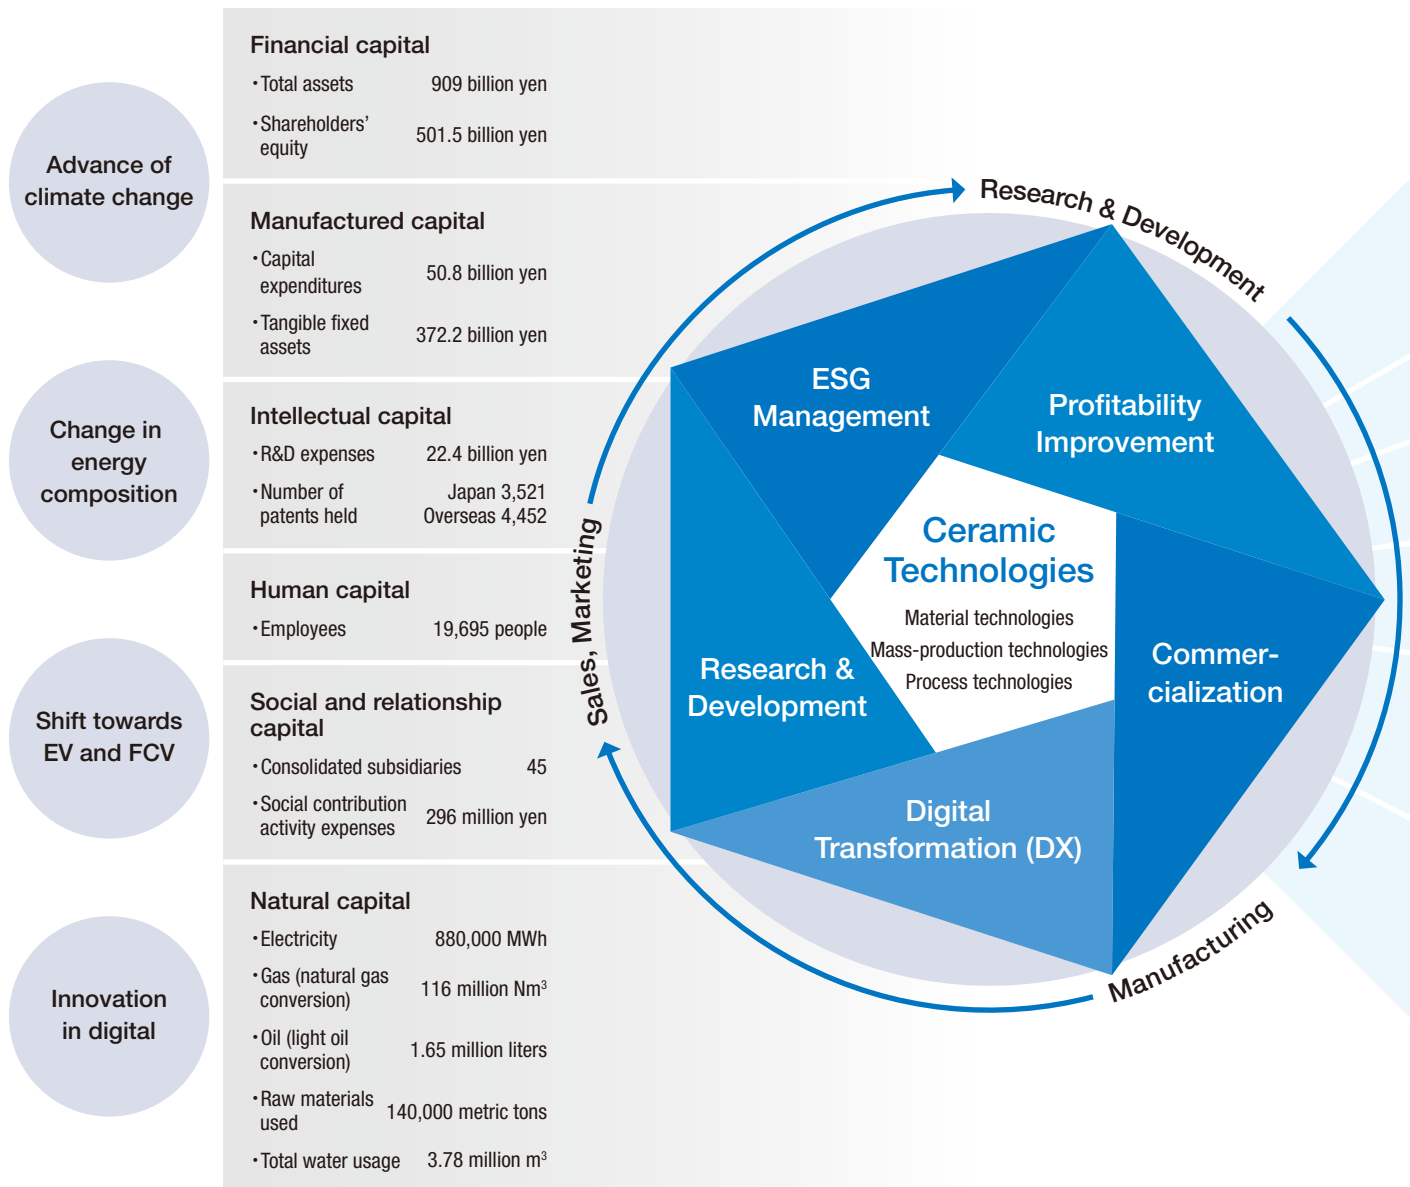 Advance of
climate change
Change in
energy
composition
Shift towards
EV and FCV
Innovation
in digital
Financial capital
・Total assets 909 billion yen
・Shareholders’
equity 501.5 billion yen
Manufactured capital
・Capital
expenditures 50.8 billion yen
・Tangible fixed
assets 372.2 billion yen
Intellectual capital
・R&D expenses 22.4 billion yen
・Number of Japan 3,521
patents held Overseas 4,452
Human capital
・Employees 19,695 people
Social and relationship
capital
・Consolidated subsidiaries 45
・Social contribution
activity expenses 296 million yen
Natural capital
・Electricity 880,000 MWh
・Gas (natural gas
conversion) 116 million Nm³
・Oil (light oil
conversion) 1.65 million liters
・Raw materials
used 140,000 metric tons
・Total water usage 3.78 million m³
Research & Development
Manufacturing
Sales, Marketing
ESG
Management
Profitability
Improvement
Commer-
cialization
Digital
Transformation (DX)
Research &
Development
Ceramic
Technologies
Material technologies
Mass-production technologies
Process technologies